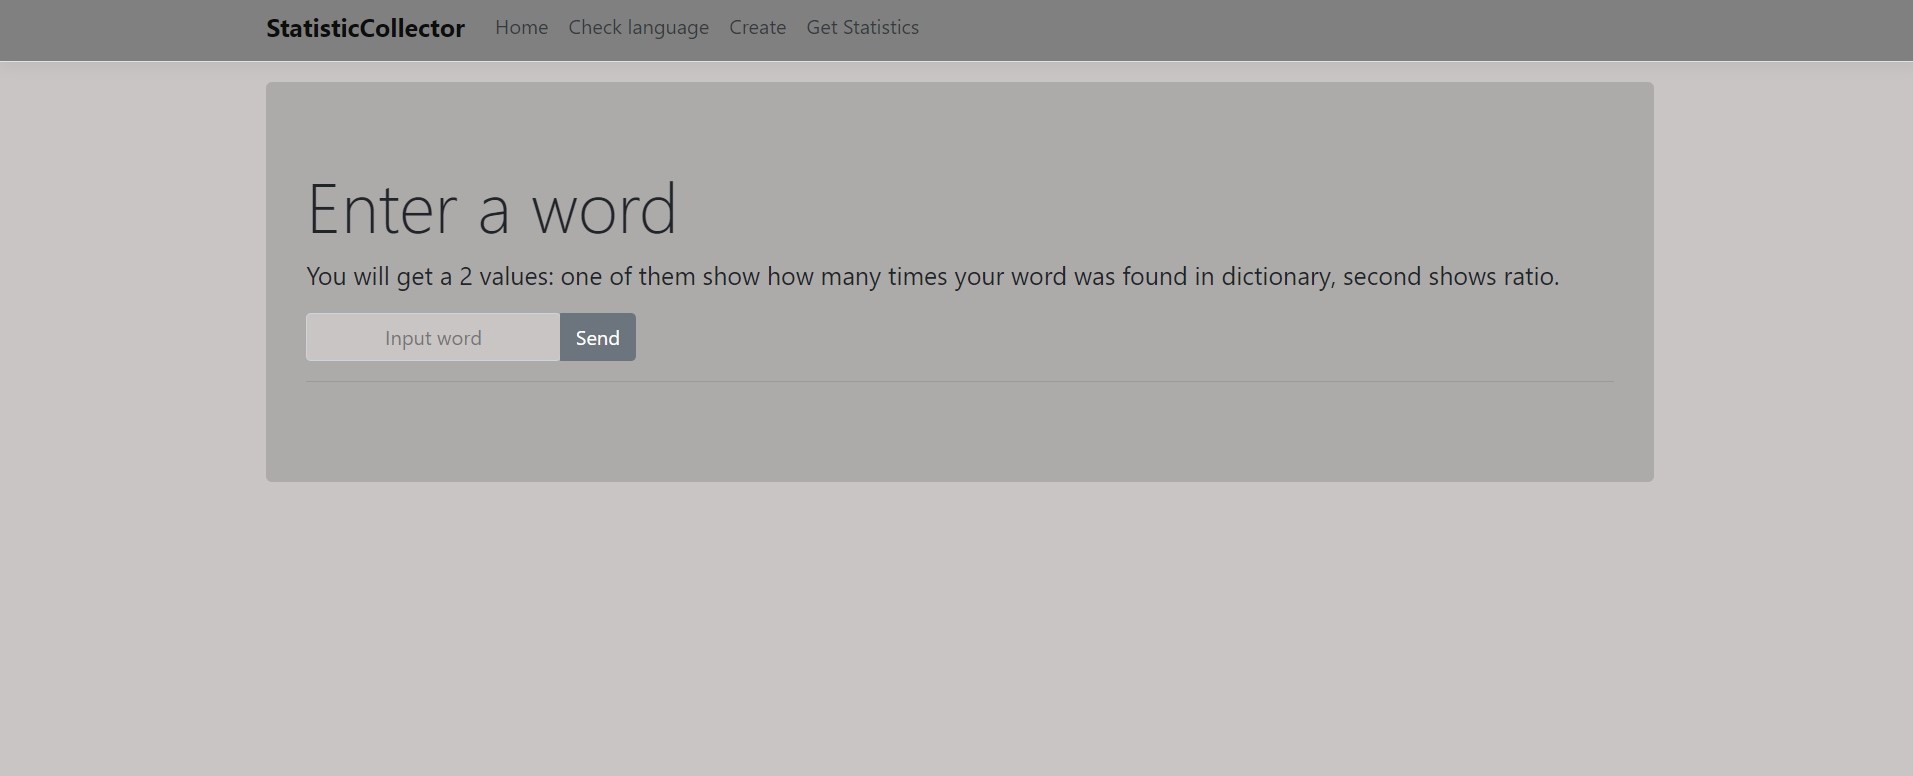 StatisticCollector Home Check language Create Get Statistics
Enter a word
You will get a 2 values: one of them show how many times your word was found in dictionary, second shows ratio.
Input word Send